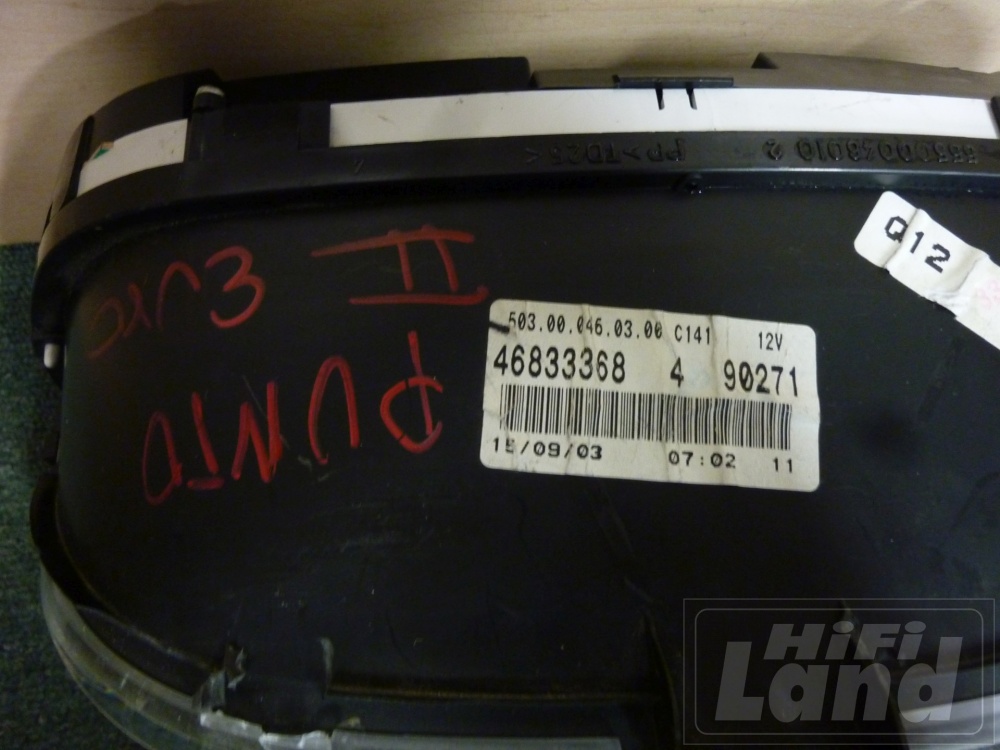 Q12
503.00.046.03.00 C141 12V
46833368 4 90271
15/09/03 07:02 11
PUNTO
II
HiFi
Land